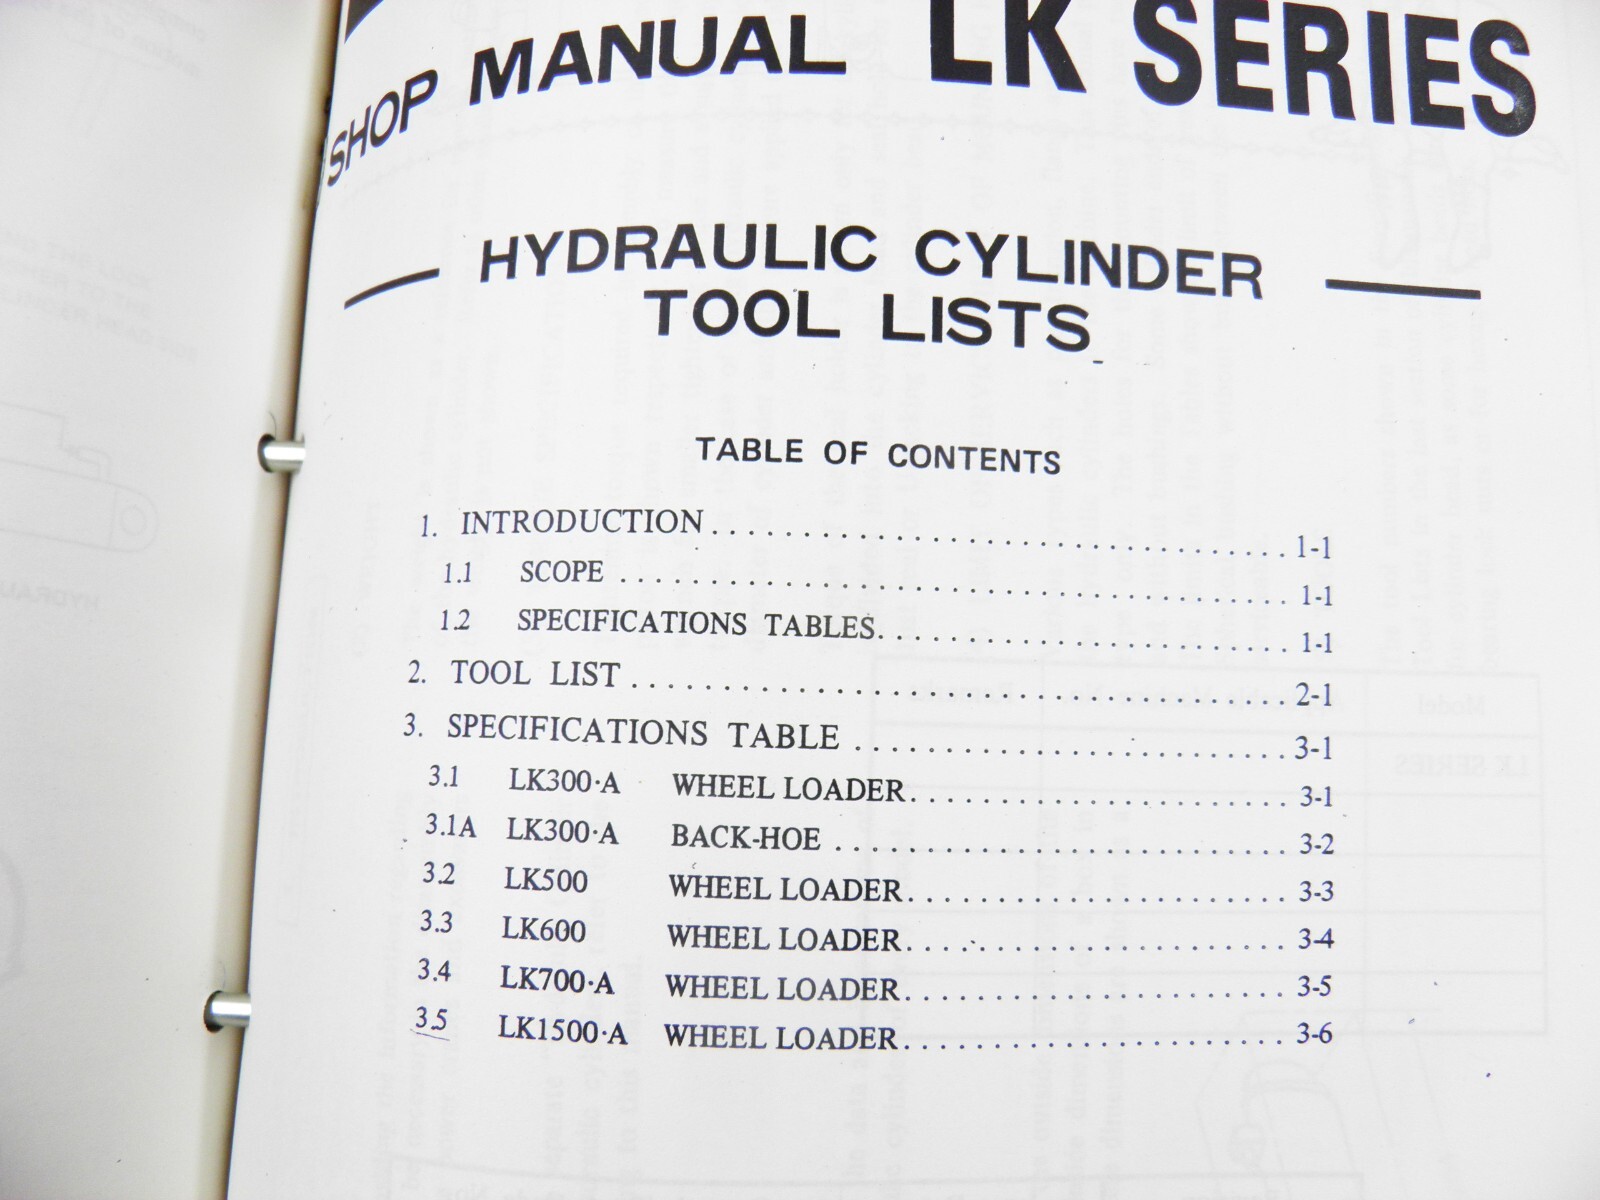 SHOP MANUAL LK SERIES
HYDRAULIC CYLINDER
TOOL LISTS
TABLE OF CONTENTS
1. INTRODUCTION 1-1
1.1 SCOPE 1-1
1.2 SPECIFICATIONS TABLES 1-1
2. TOOL LIST 2-1
3. SPECIFICATIONS TABLE 3-1
3.1 LK300·A WHEEL LOADER 3-1
3.1A LK300·A BACK-HOE 3-2
3.2 LK500 WHEEL LOADER 3-3
3.3 LK600 WHEEL LOADER 3-4
3.4 LK700·A WHEEL LOADER 3-5
3.5 LK1500·A WHEEL LOADER 3-6
Model
LK SERIES